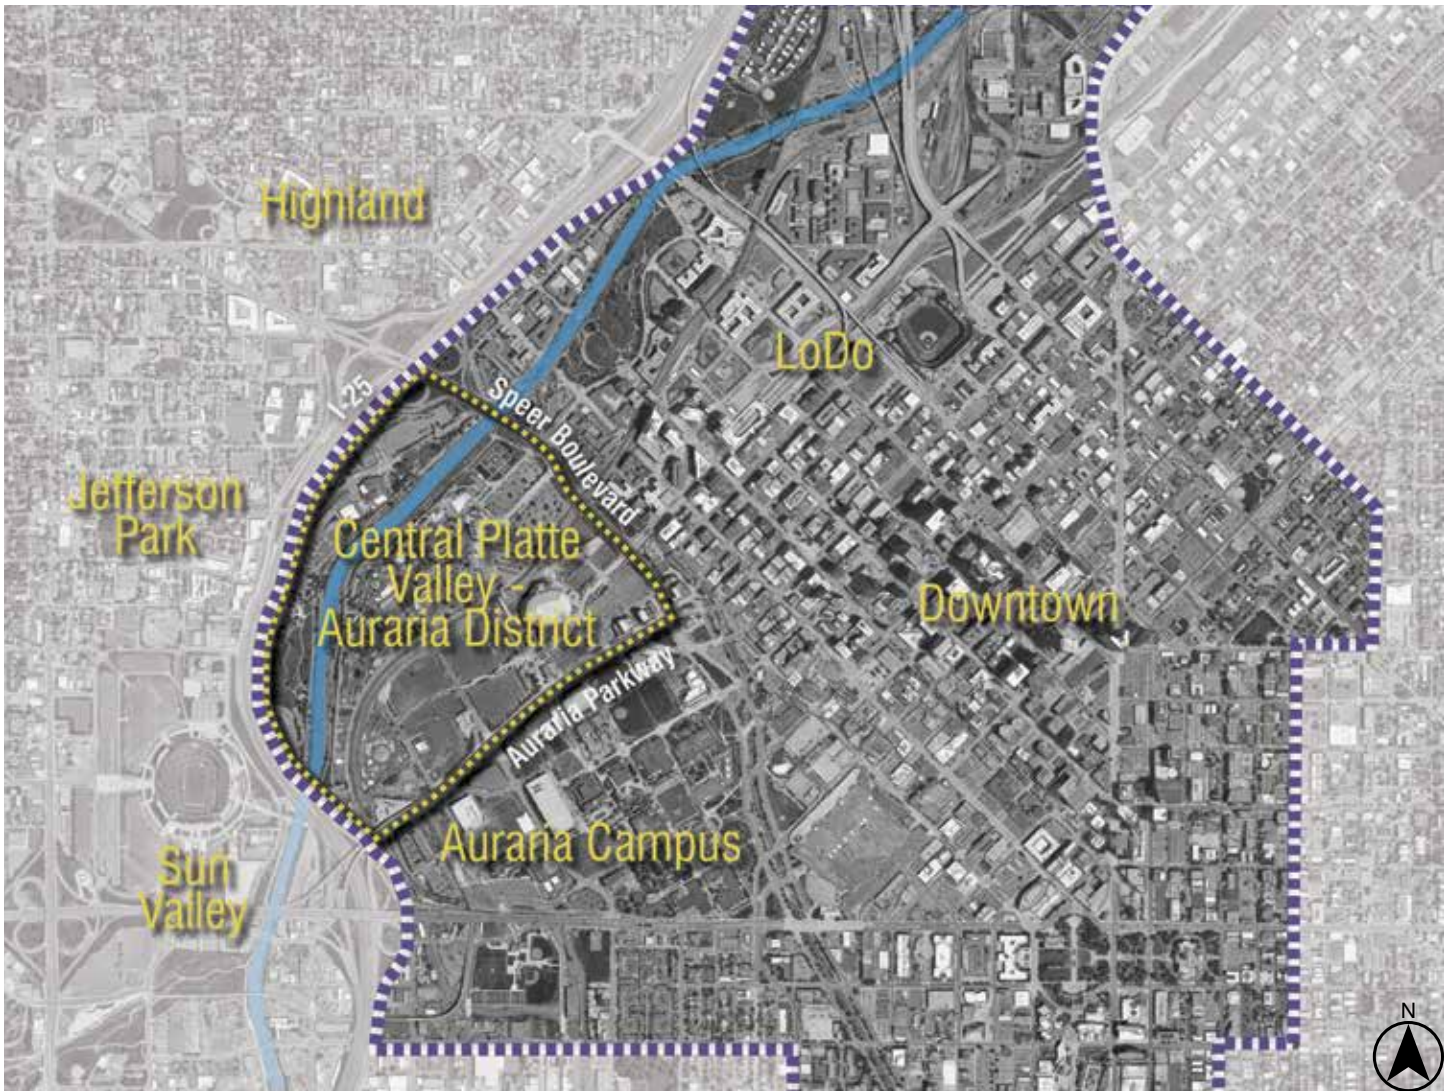 Highland
LoDo
I-25
Speer Boulevard
Jefferson
Park
Central Platte
Valley -
Auraria District
Downtown
Auraria Parkway
Auraria Campus
Sun
Valley
N